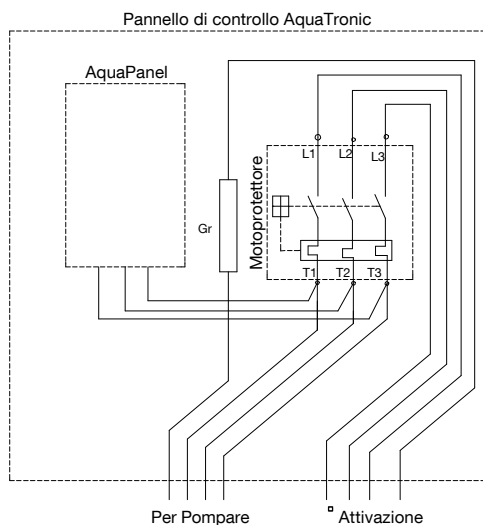 Pannello di controllo AquaTronic
AquaPanel
L1 L2 L3
Motoprotettore
Gr
T1 T2 T3
Per Pompare
Attivazione